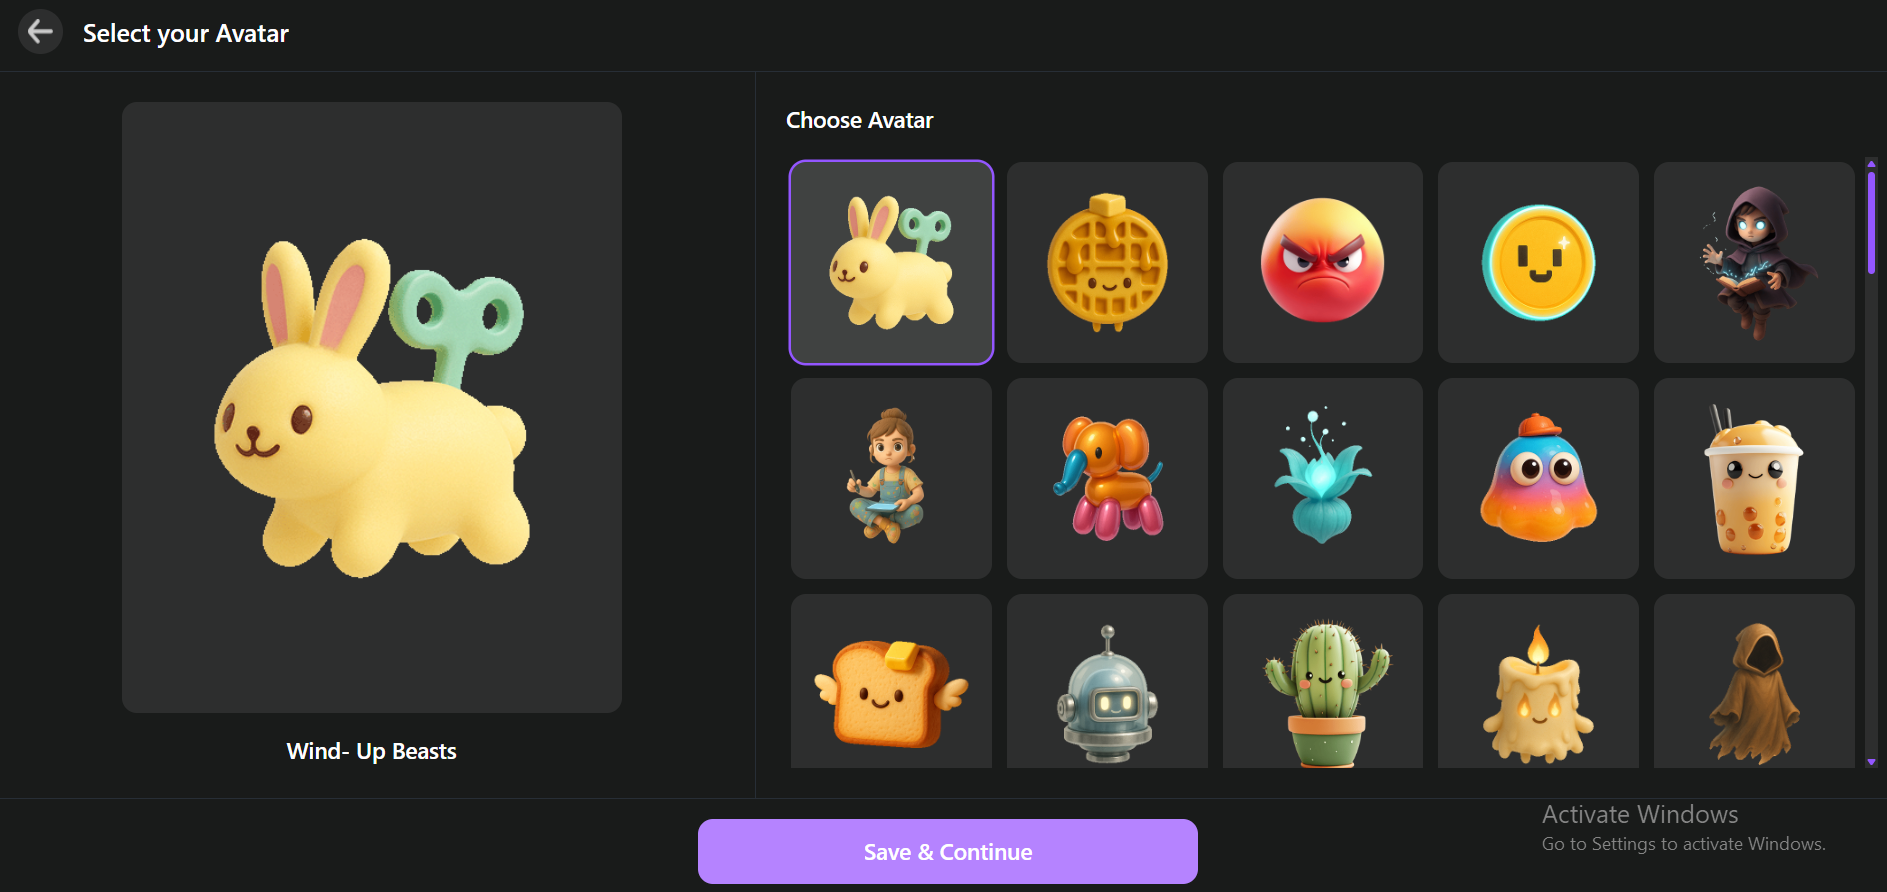 Select your Avatar
Choose Avatar
Wind- Up Beasts
Save & Continue
Activate Windows
Go to Settings to activate Windows.